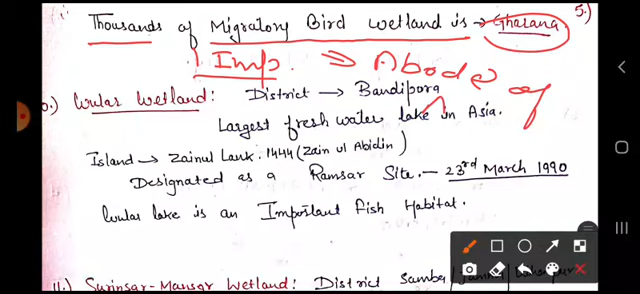 5.)
Thousands of Migratory Bird wetland is → Gharana
Imp ⇒ Abode of
Wular wetland: District → Bandipora
Largest fresh water lake in Asia.
Island → Zainul Lank. 1444 (Zain ul Abidin)
Designated as a Ramsar Site. — 23rd March 1990
Wular lake is an Important fish Habitat.
11.) Surinsar-Mansar Wetland: District Samba